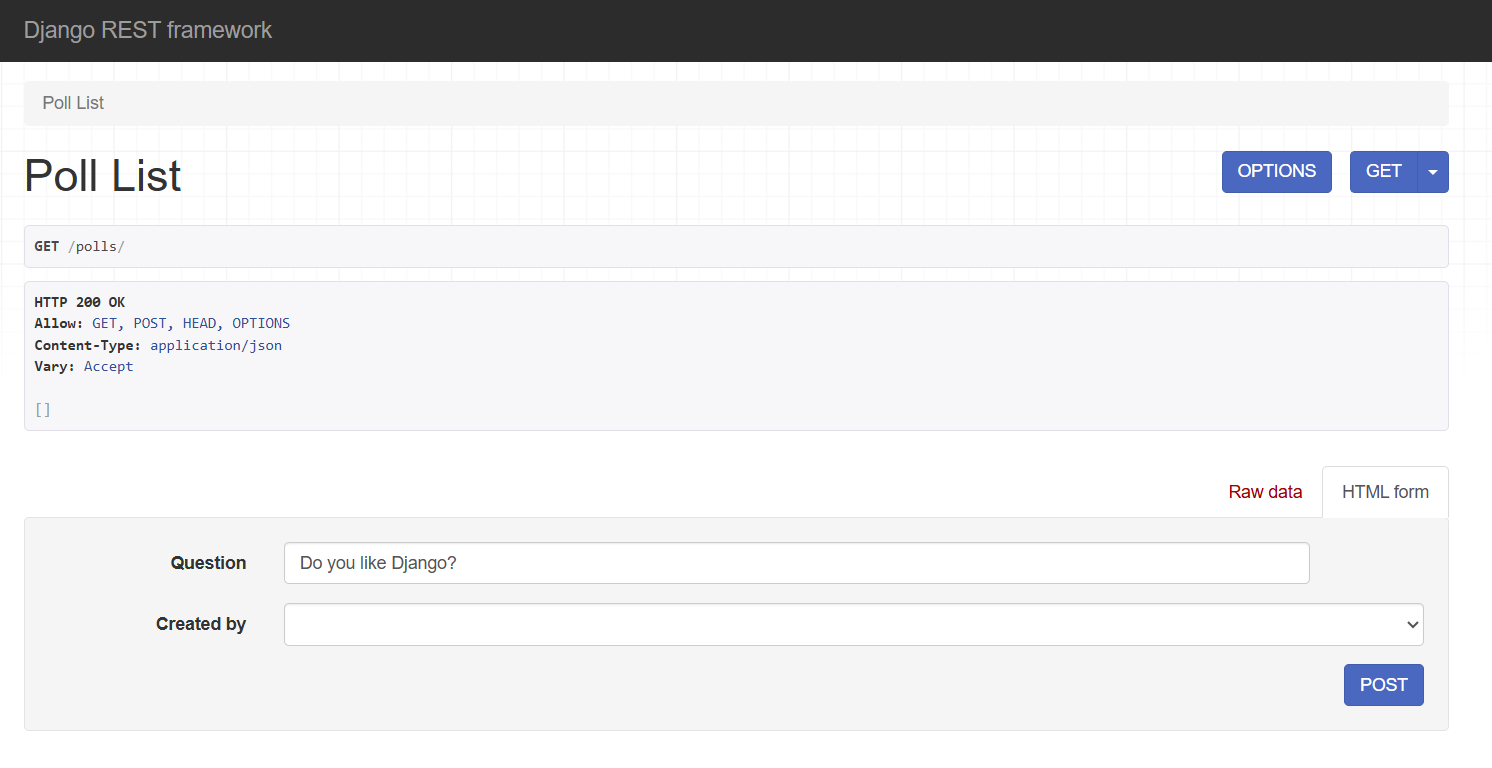 Django REST framework
Poll List
Poll List
OPTIONS GET
GET /polls/
HTTP 200 OK
Allow: GET, POST, HEAD, OPTIONS
Content-Type: application/json
Vary: Accept
[]
Raw data HTML form
Question Do you like Django?
Created by
POST